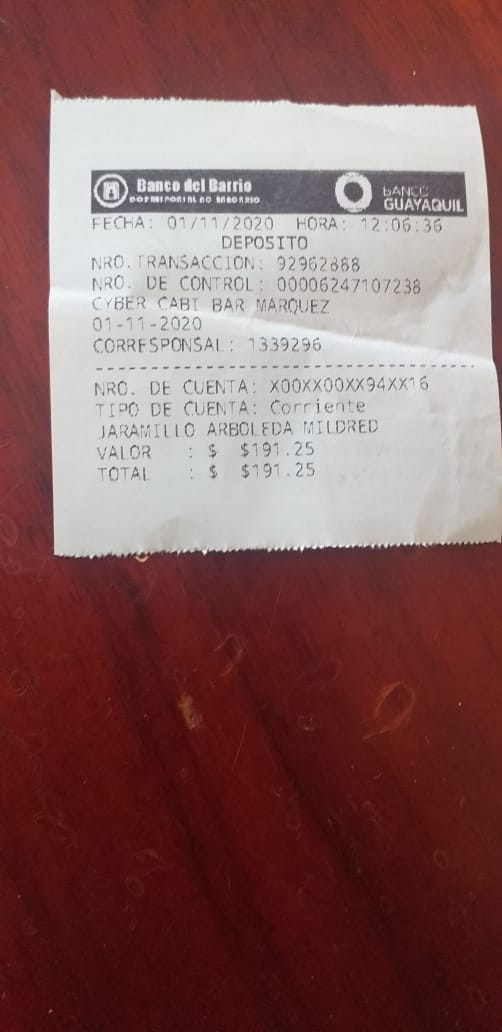 Banco del Barrio
CORRESPONSAL NO BANCARIO
BANCO
GUAYAQUIL
FECHA: 01/11/2020 HORA: 12:06:36
DEPOSITO
NRO.TRANSACCION: 92962888
NRO. DE CONTROL: 00006247107238
CYBER CABI BAR MARQUEZ
01-11-2020
CORRESPONSAL: 1339296
NRO. DE CUENTA: X00XX00XX94XX16
TIPO DE CUENTA: Corriente
JARAMILLO ARBOLEDA MILDRED
VALOR : $ $191.25
TOTAL : $ $191.25